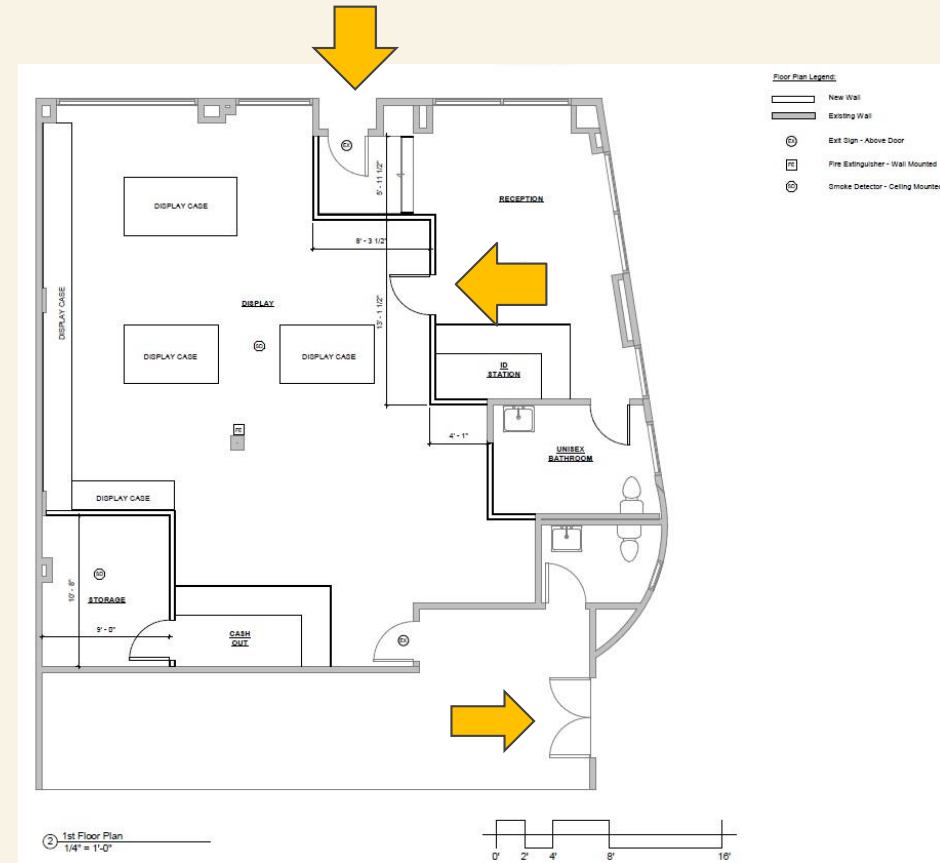 Floor Plan Legend:
New Wall
Existing Wall
EX Exit Sign - Above Door
FE Fire Extinguisher - Wall Mounted
SD Smoke Detector - Ceiling Mounted
EX
5' - 11 1/2"
RECEPTION
DISPLAY CASE
8' - 3 1/2"
DISPLAY CASE
DISPLAY
13' - 1 1/2"
SD
DISPLAY CASE
DISPLAY CASE
ID
STATION
FE
4' - 1"
UNISEX
BATHROOM
DISPLAY CASE
SD
10' - 8"
STORAGE
9' - 0"
CASH
OUT
EX
2 1st Floor Plan
1/4" = 1'-0"
0' 2' 4' 8' 16'